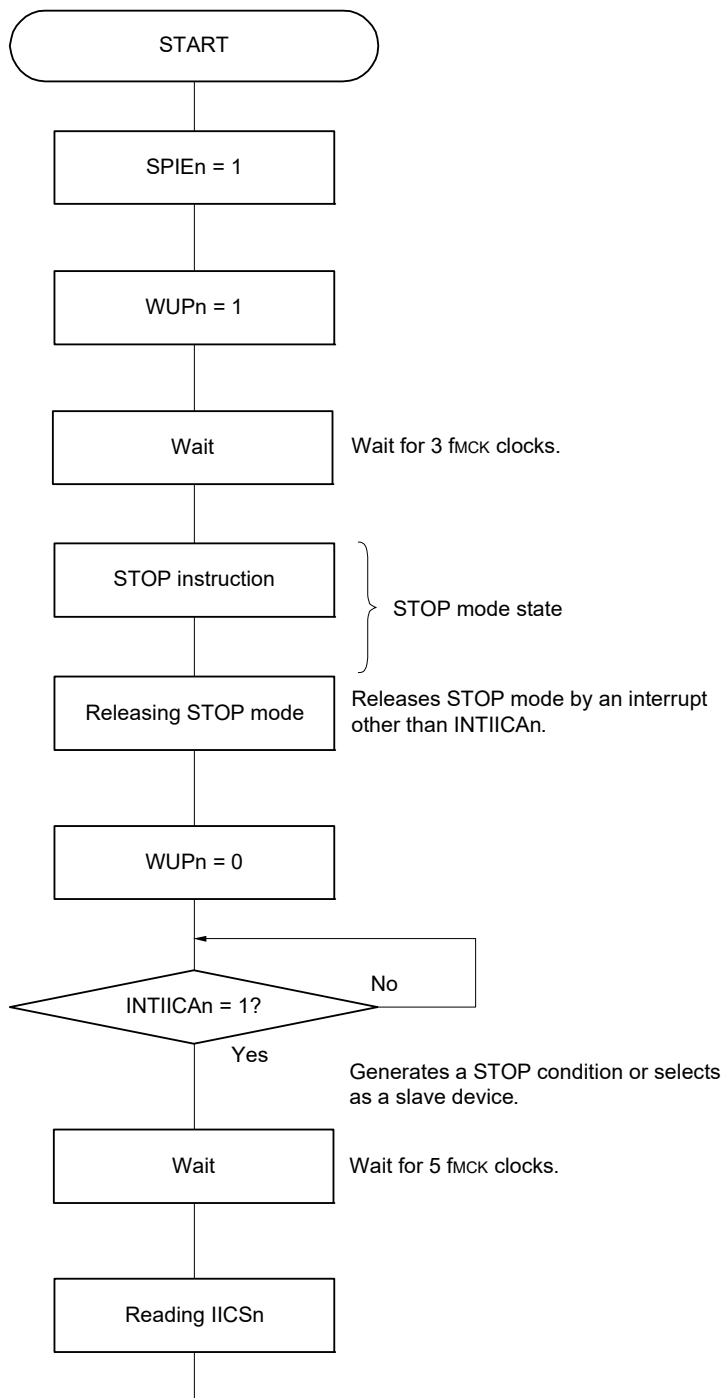 START
SPIEn = 1
WUPn = 1
Wait
Wait for 3 fMCK clocks.
STOP instruction
STOP mode state
Releasing STOP mode
Releases STOP mode by an interrupt
other than INTIICAn.
WUPn = 0
No
INTIICAn = 1?
Yes
Generates a STOP condition or selects
as a slave device.
Wait
Wait for 5 fMCK clocks.
Reading IICSn